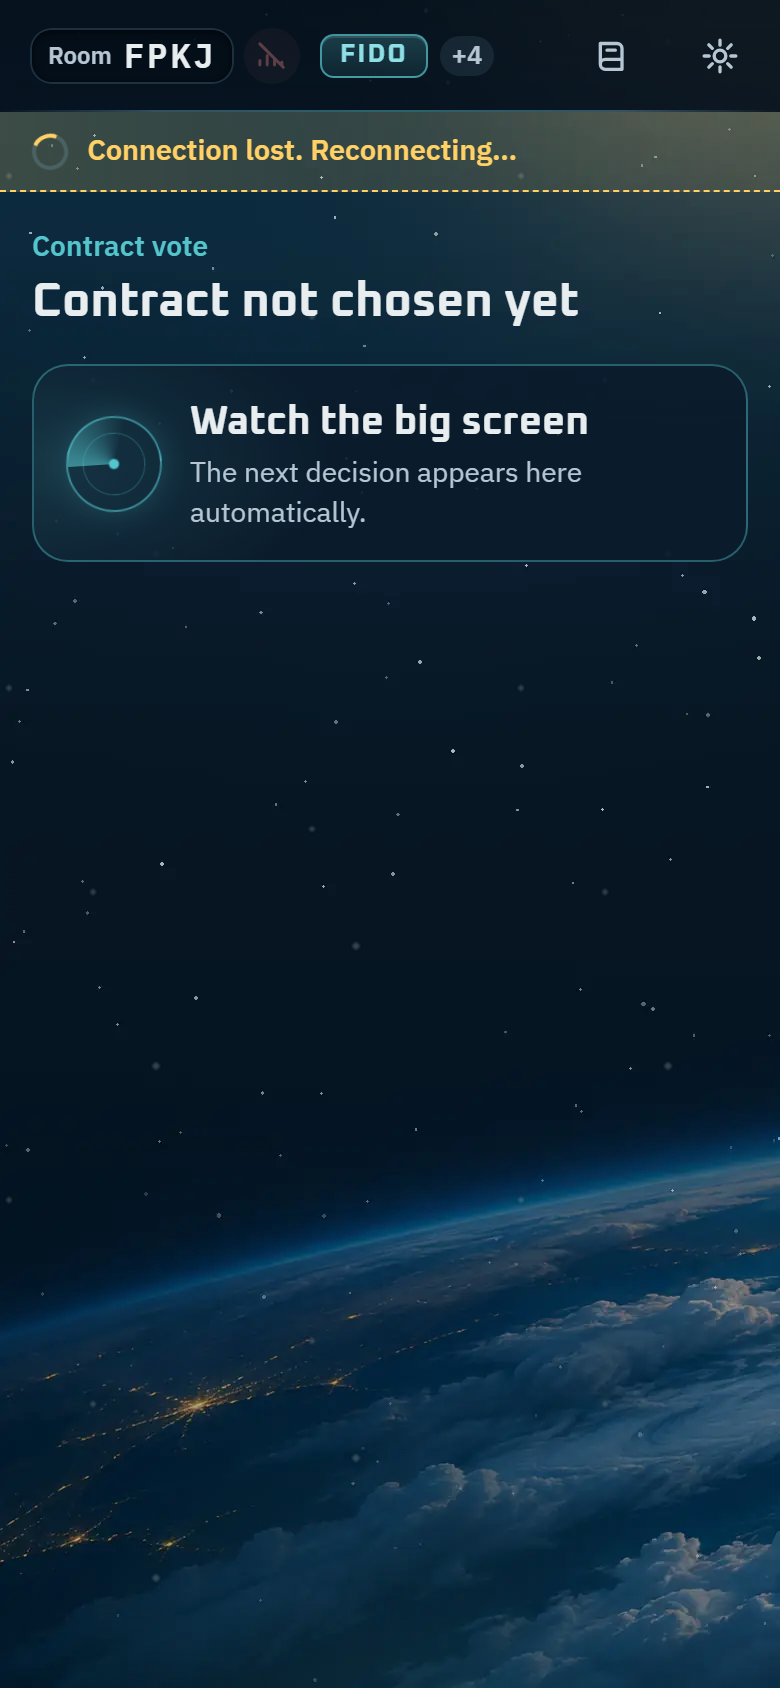 Room FPKJ FIDO +4
Connection lost. Reconnecting...
Contract vote
Contract not chosen yet
Watch the big screen
The next decision appears here
automatically.